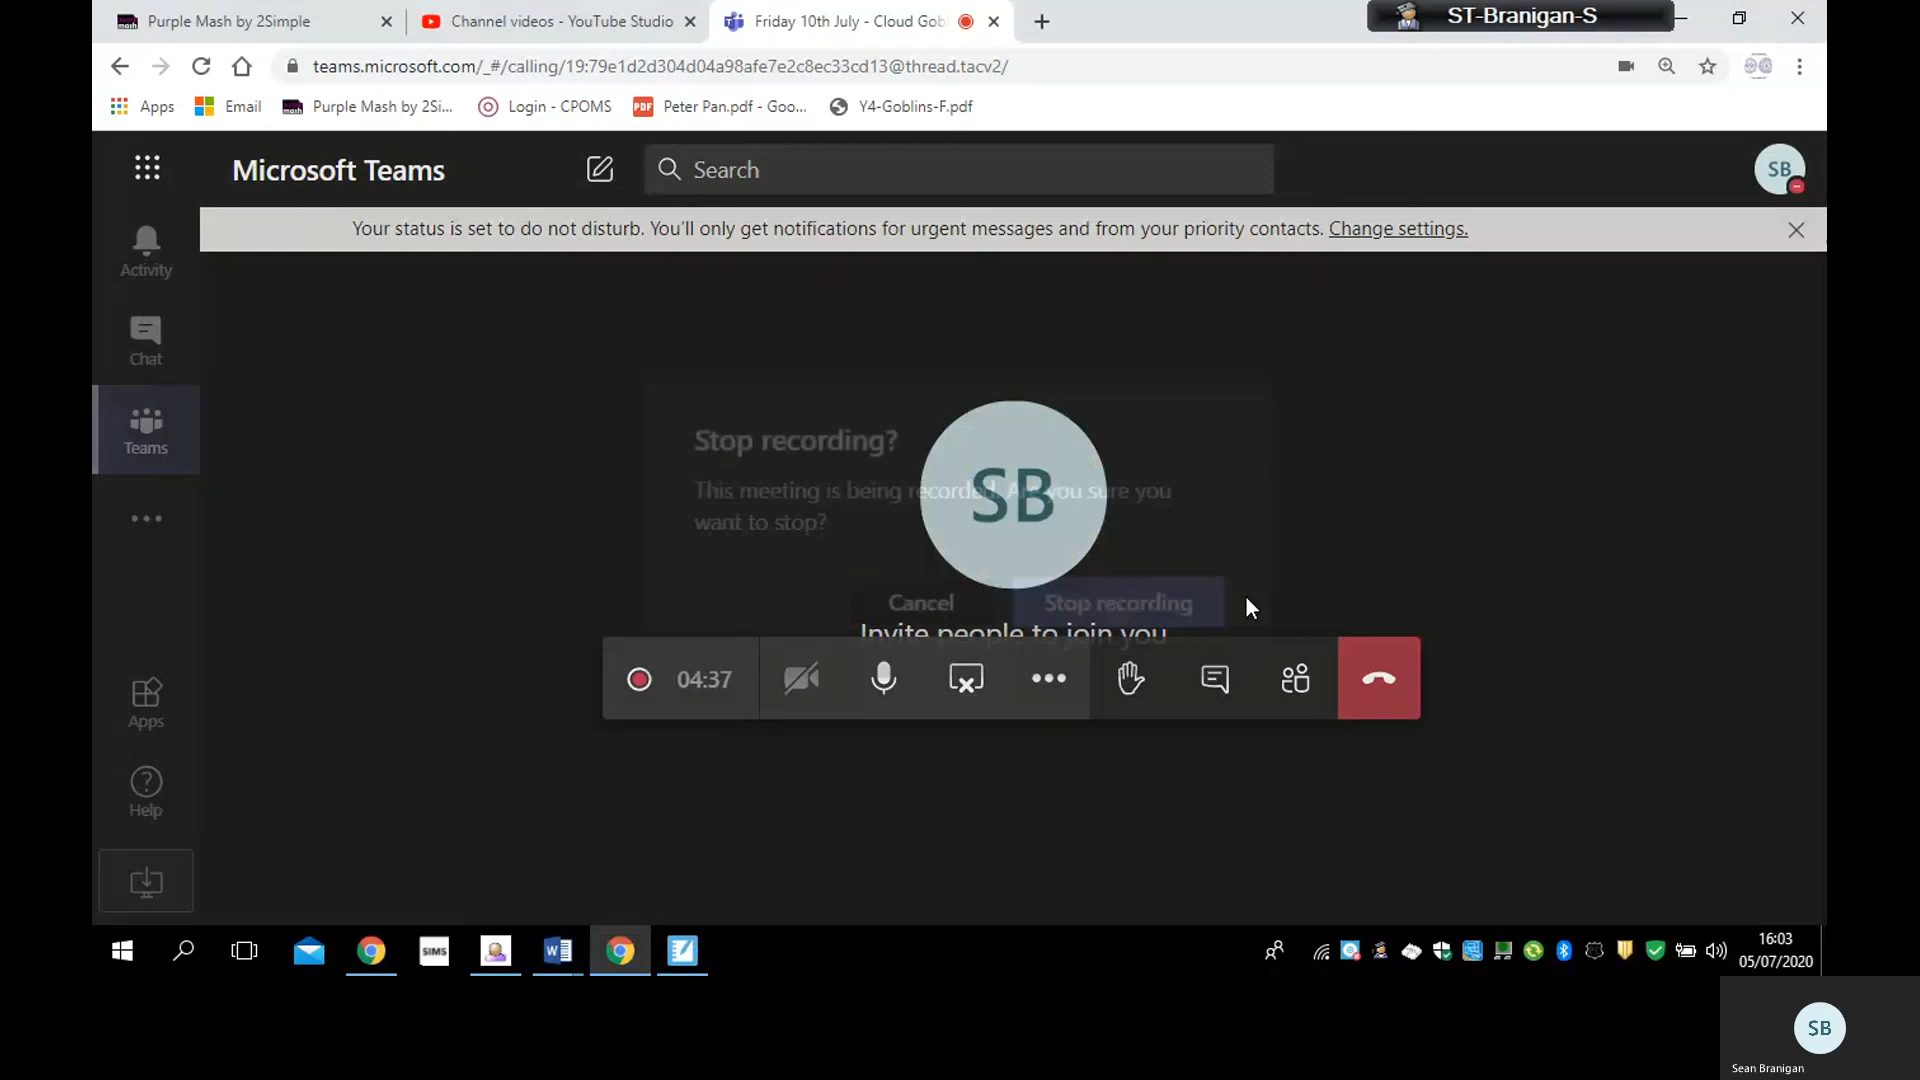 Purple Mash by 2Simple
Channel videos - YouTube Studio
Friday 10th July - Cloud Gob
ST-Branigan-S
teams.microsoft.com/_#/calling/19:79e1d2d304d04a98afe7e2c8ec33cd13@thread.tacv2/
Apps
Email
Purple Mash by 2Si...
Login - CPOMS
Peter Pan.pdf - Goo...
Y4-Goblins-F.pdf
Microsoft Teams
Search
SB
Your status is set to do not disturb. You'll only get notifications for urgent messages and from your priority contacts. Change settings.
Activity
Chat
Teams
Apps
Help
Stop recording?
This meeting is being recorded. Are you sure you
want to stop?
SB
Cancel
Stop recording
Invite people to join you
04:37
SIMS
16:03
05/07/2020
SB
Sean Branigan